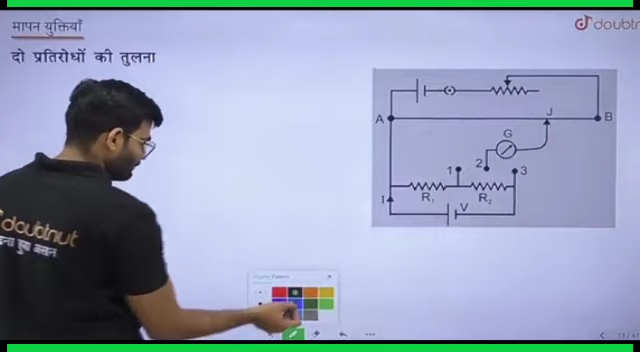 मापन युक्तियाँ
doubtnut
दो प्रतिरोधों की तुलना
A
J
B
G
1
2
3
I
R₁
R₂
V
doubtnut